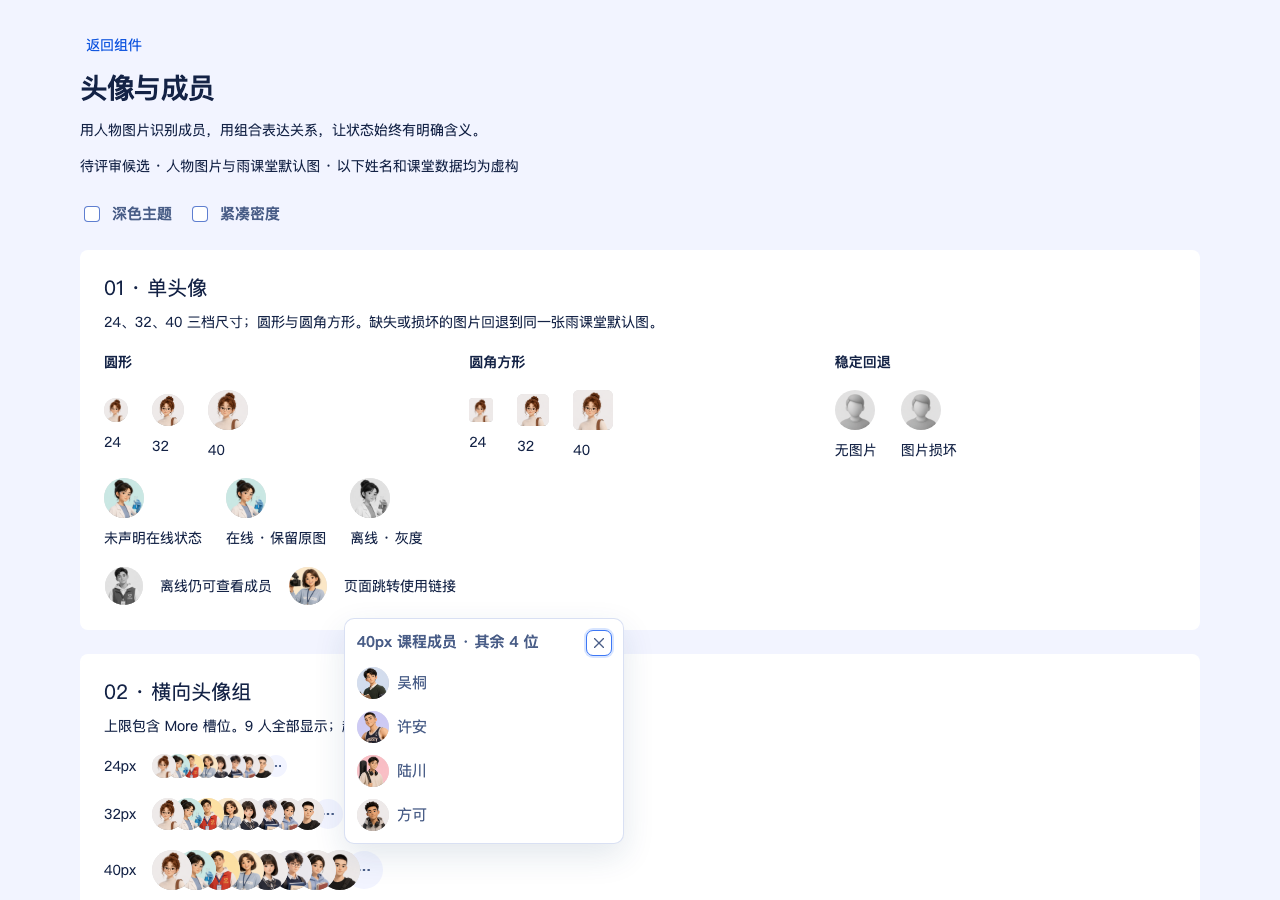 返回组件
头像与成员
用人物图片识别成员，用组合表达关系，让状态始终有明确含义。
待评审候选 · 人物图片与雨课堂默认图 · 以下姓名和课堂数据均为虚构
深色主题 紧凑密度
01 · 单头像
24、32、40 三档尺寸；圆形与圆角方形。缺失或损坏的图片回退到同一张雨课堂默认图。
圆形 圆角方形 稳定回退
24 32 40 24 32 40 无图片 图片损坏
未声明在线状态 在线 · 保留原图 离线 · 灰度
离线仍可查看成员 页面跳转使用链接
40px 课程成员 · 其余 4 位
吴桐
许安
陆川
方可
02 · 横向头像组
上限包含 More 槽位。9 人全部显示；
24px
32px
40px